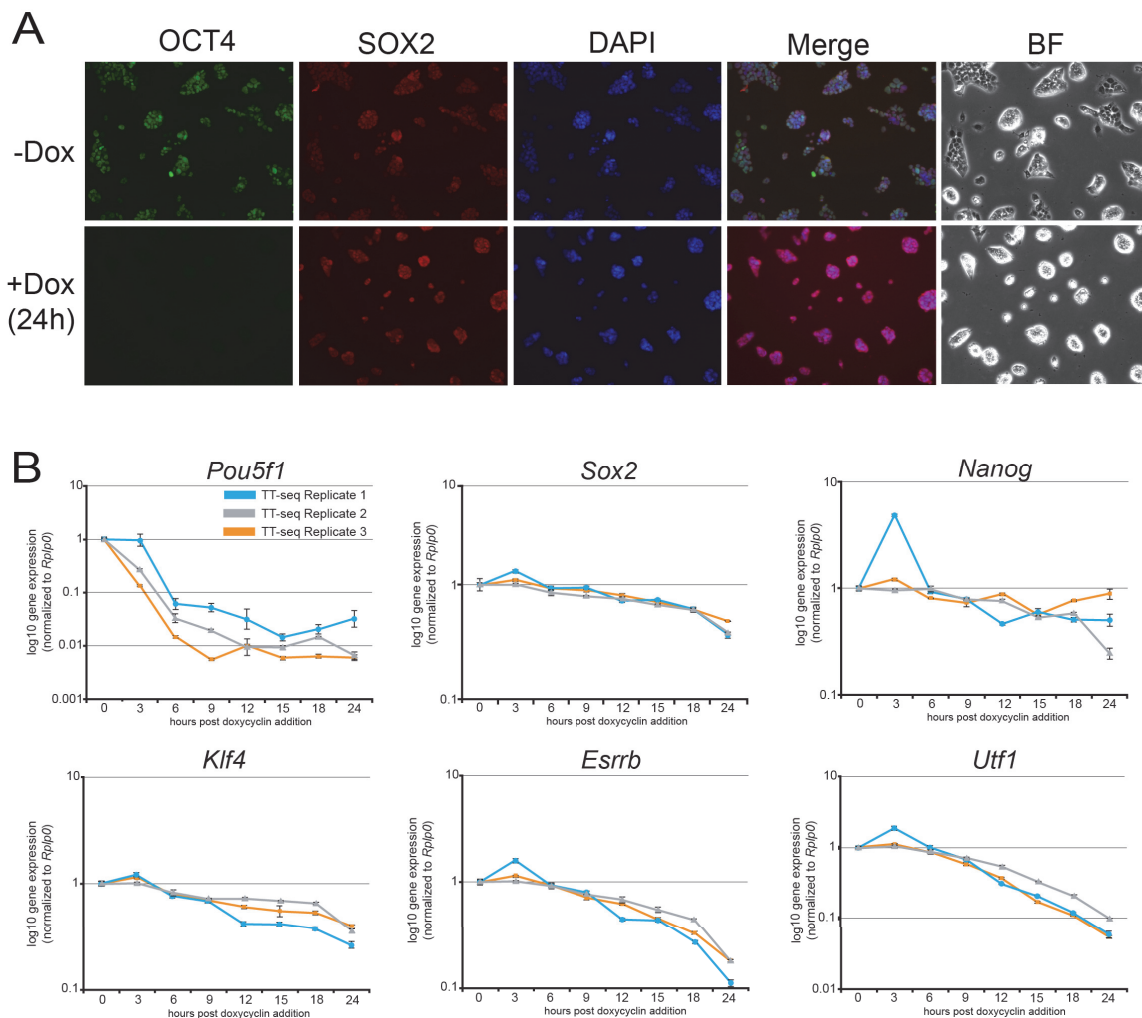 A
OCT4 SOX2 DAPI Merge BF
-Dox
+Dox
(24h)
B
Pou5f1
log10 gene expression
(normalized to Rplp0)
10
1
0.1
0.01
0.001
TT-seq Replicate 1
TT-seq Replicate 2
TT-seq Replicate 3
0 3 6 9 12 15 18 24
hours post doxycyclin addition
Sox2
log10 gene expression
(normalized to Rplp0)
10
1
0.1
0 3 6 9 12 15 18 24
hours post doxycyclin addition
Nanog
log10 gene expression
(normalized to Rplp0)
10
1
0.1
0 3 6 9 12 15 18 24
hours post doxycyclin addition
Klf4
log10 gene expression
(normalized to Rplp0)
10
1
0.1
0 3 6 9 12 15 18 24
hours post doxycyclin addition
Esrrb
log10 gene expression
(normalized to Rplp0)
10
1
0.1
0 3 6 9 12 15 18 24
hours post doxycyclin addition
Utf1
log10 gene expression
(normalized to Rplp0)
10
1
0.10
0.01
0 3 6 9 12 15 18 24
hours post doxycyclin addition